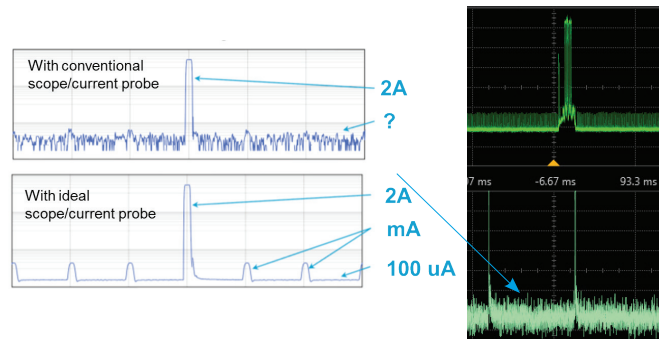 With conventional
scope/current probe
2A
?
With ideal
scope/current probe
2A
mA
100 uA
07 ms
-6.67 ms
93.3 ms